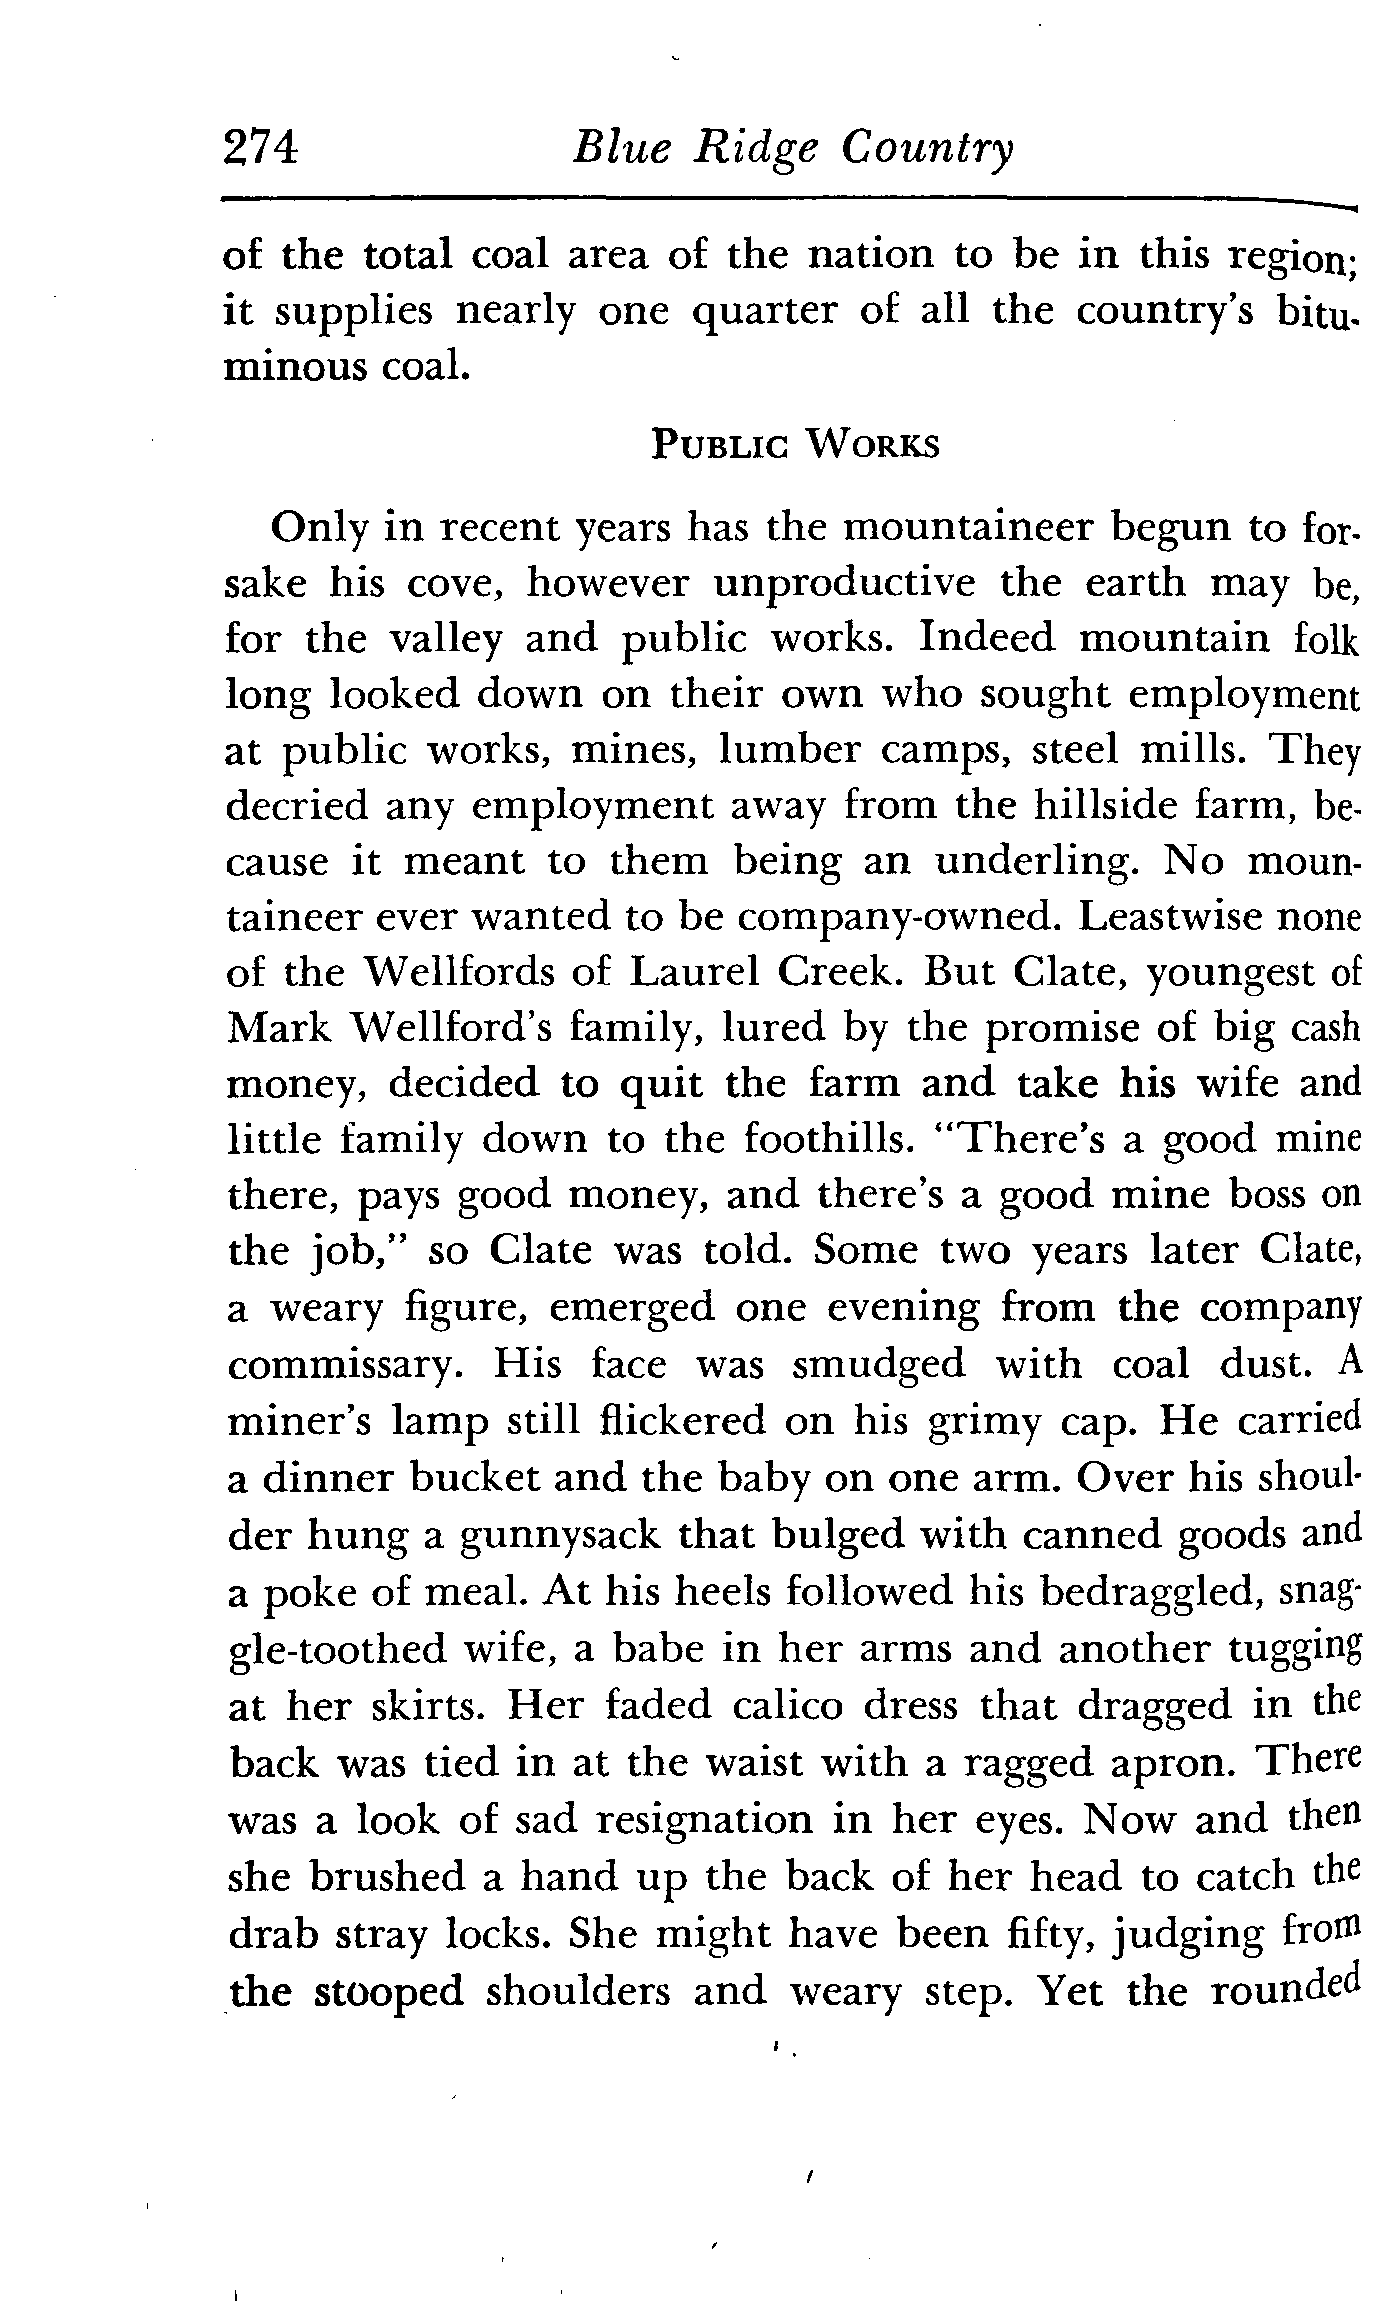 274 Blue Ridge Country
of the total coal area of the nation to be in this region;
it supplies nearly one quarter of all the country's bitu-
minous coal.
Public Works
Only in recent years has the mountaineer begun to for-
sake his cove, however unproductive the earth may be,
for the valley and public works. Indeed mountain folk
long looked down on their own who sought employment
at public works, mines, lumber camps, steel mills. They
decried any employment away from the hillside farm, be-
cause it meant to them being an underling. No moun-
taineer ever wanted to be company-owned. Leastwise none
of the Wellfords of Laurel Creek. But Clate, youngest of
Mark Wellford's family, lured by the promise of big cash
money, decided to quit the farm and take his wife and
little family down to the foothills. "There's a good mine
there, pays good money, and there's a good mine boss on
the job," so Clate was told. Some two years later Clate,
a weary figure, emerged one evening from the company
commissary. His face was smudged with coal dust. A
miner's lamp still flickered on his grimy cap. He carried
a dinner bucket and the baby on one arm. Over his shoul-
der hung a gunnysack that bulged with canned goods and
a poke of meal. At his heels followed his bedraggled, snag-
gle-toothed wife, a babe in her arms and another tugging
at her skirts. Her faded calico dress that dragged in the
back was tied in at the waist with a ragged apron. There
was a look of sad resignation in her eyes. Now and then
she brushed a hand up the back of her head to catch the
drab stray locks. She might have been fifty, judging from
the stooped shoulders and weary step. Yet the rounded